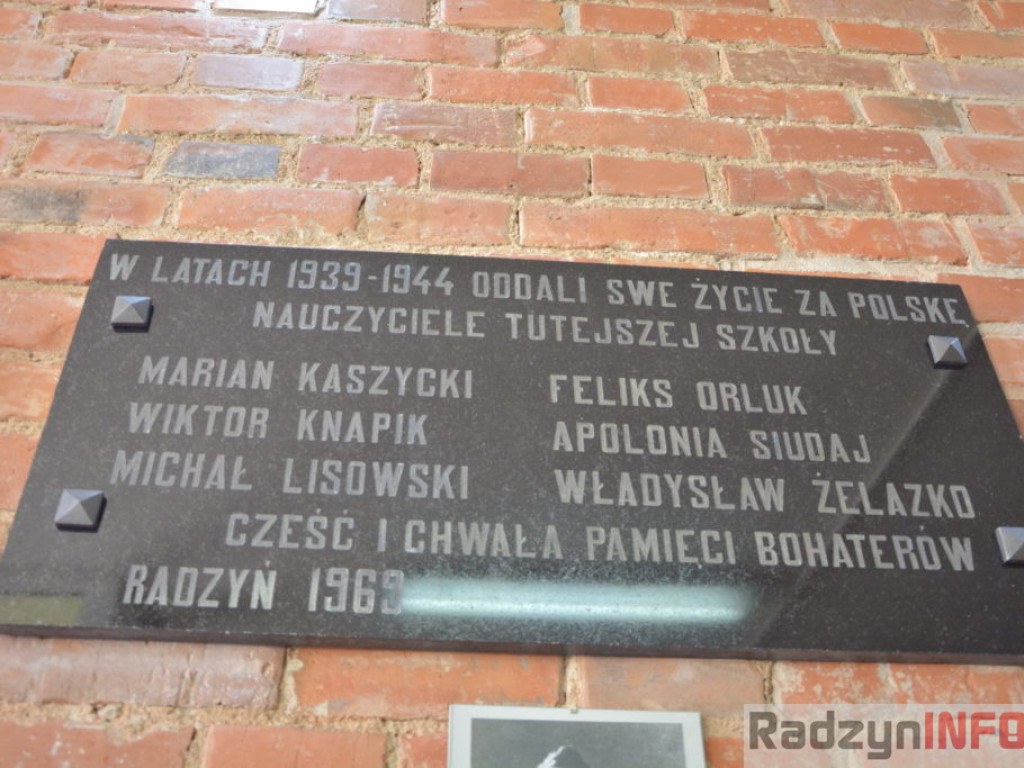 W LATACH 1939-1944 ODDALI SWE ŻYCIE ZA POLSKĘ
NAUCZYCIELE TUTEJSZEJ SZKOŁY
MARIAN KASZYCKI FELIKS ORLUK
WIKTOR KNAPIK APOLONIA SIUDAJ
MICHAŁ LISOWSKI WŁADYSŁAW ŻELAZKO
CZEŚĆ I CHWAŁA PAMIĘCI BOHATERÓW
RADZYŃ 1969
RadzynINFO